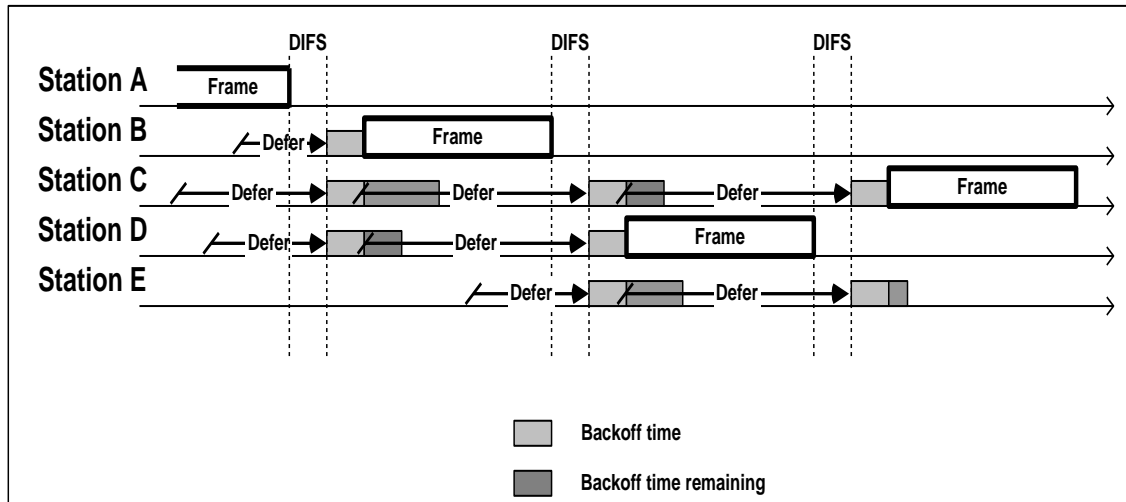 DIFS DIFS DIFS
Station A
Frame
Station B
Defer
Frame
Station C
Defer
Defer
Defer
Frame
Station D
Defer
Defer
Frame
Station E
Defer
Defer
Backoff time
Backoff time remaining